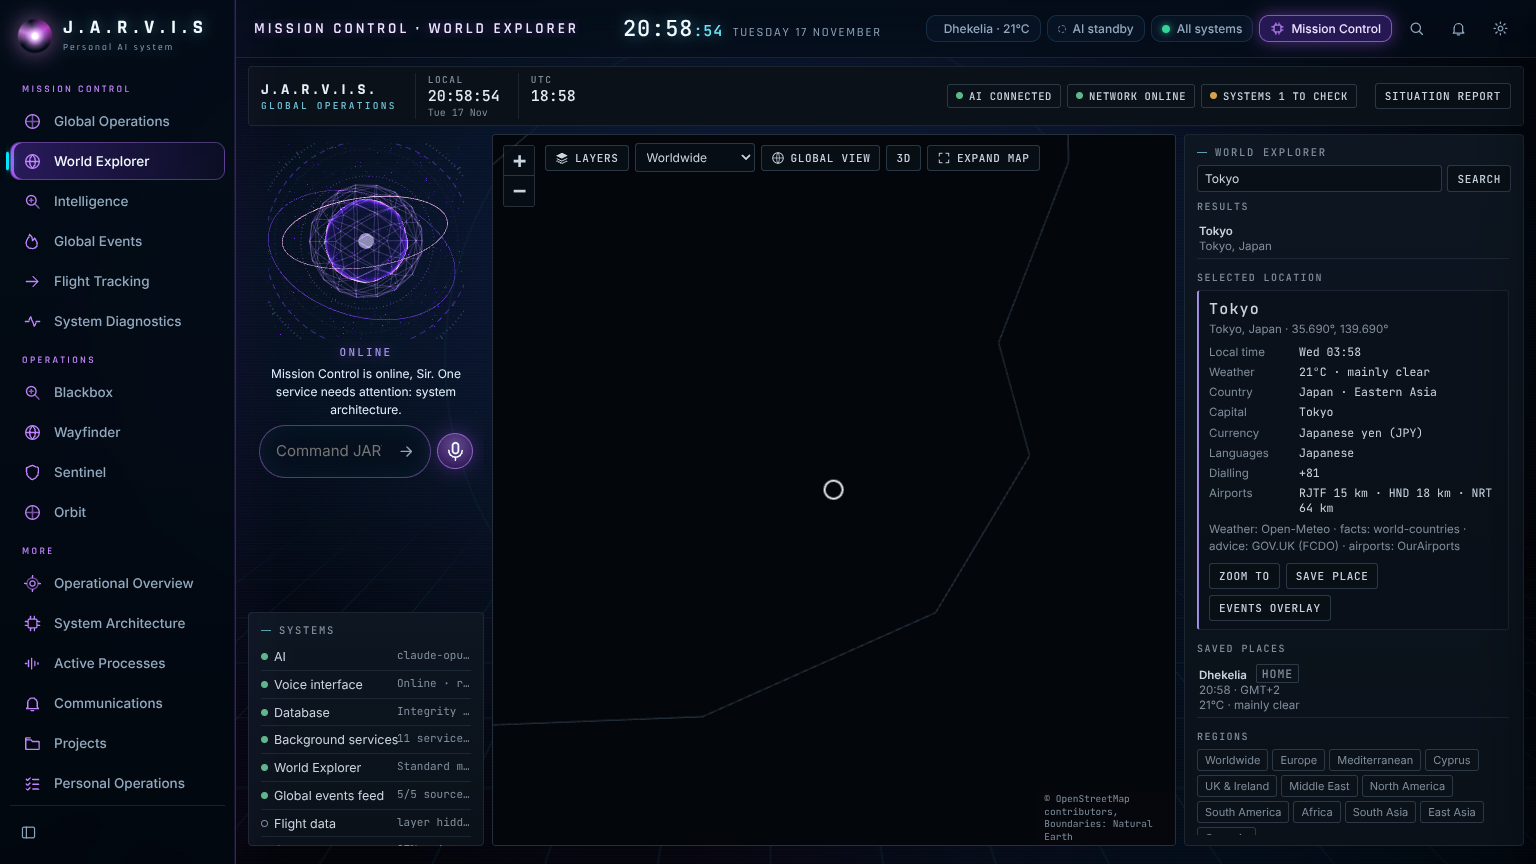 J.A.R.V.I.S
Personal AI system
MISSION CONTROL
Global Operations
World Explorer
Intelligence
Global Events
Flight Tracking
System Diagnostics
OPERATIONS
Blackbox
Wayfinder
Sentinel
Orbit
MORE
Operational Overview
System Architecture
Active Processes
Communications
Projects
Personal Operations
MISSION CONTROL · WORLD EXPLORER
20:58:54 TUESDAY 17 NOVEMBER
Dhekelia · 21°C
AI standby
All systems
Mission Control
J.A.R.V.I.S.
GLOBAL OPERATIONS
LOCAL
20:58:54
Tue 17 Nov
UTC
18:58
AI CONNECTED
NETWORK ONLINE
SYSTEMS 1 TO CHECK
SITUATION REPORT
ONLINE
Mission Control is online, Sir. One
service needs attention: system
architecture.
Command JAR
SYSTEMS
AI claude-opu…
Voice interface Online · r…
Database Integrity …
Background services 11 service…
World Explorer Standard m…
Global events feed 5/5 source…
Flight data layer hidd…
+
−
LAYERS
Worldwide
GLOBAL VIEW
3D
EXPAND MAP
© OpenStreetMap
contributors,
Boundaries: Natural
Earth
WORLD EXPLORER
Tokyo
SEARCH
RESULTS
Tokyo
Tokyo, Japan
SELECTED LOCATION
Tokyo
Tokyo, Japan · 35.690°, 139.690°
Local time Wed 03:58
Weather 21°C · mainly clear
Country Japan · Eastern Asia
Capital Tokyo
Currency Japanese yen (JPY)
Languages Japanese
Dialling +81
Airports RJTF 15 km · HND 18 km · NRT
64 km
Weather: Open-Meteo · facts: world-countries ·
advice: GOV.UK (FCDO) · airports: OurAirports
ZOOM TO
SAVE PLACE
EVENTS OVERLAY
SAVED PLACES
Dhekelia HOME
20:58 · GMT+2
21°C · mainly clear
REGIONS
Worldwide
Europe
Mediterranean
Cyprus
UK & Ireland
Middle East
North America
South America
Africa
South Asia
East Asia